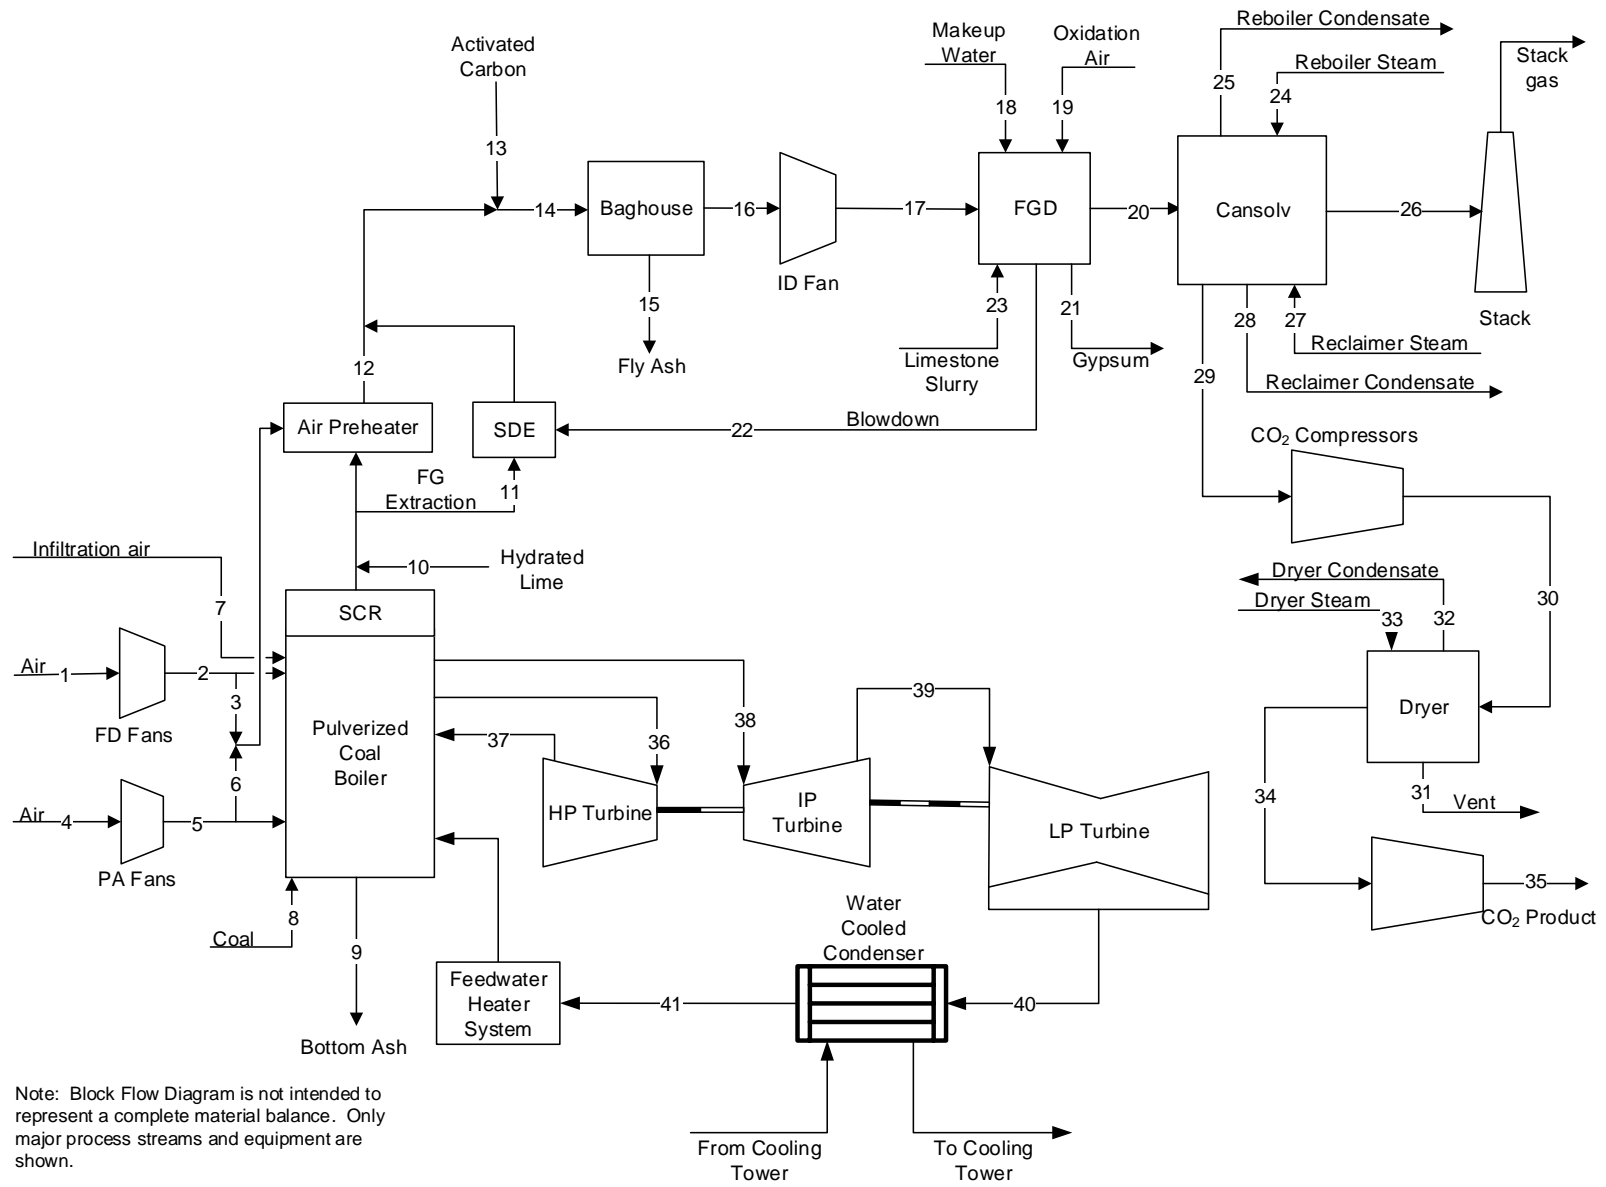 Reboiler Condensate
Makeup
Water
Oxidation
Air
Activated
Carbon
Stack
gas
Reboiler Steam
25
24
18
19
13
Baghouse
14
16
17
FGD
20
Cansolv
26
ID Fan
15
23
21
28
27
Stack
Fly Ash
Limestone
Slurry
Gypsum
Reclaimer Steam
12
29
Reclaimer Condensate
Air Preheater
SDE
22
Blowdown
CO2 Compressors
FG
Extraction
11
Infiltration air
10
Hydrated
Lime
Dryer Condensate
Dryer Steam
7
SCR
30
33
32
Air
1
2
3
FD Fans
Pulverized
Coal
Boiler
37
36
38
39
Dryer
6
34
31
Vent
Air
4
5
HP Turbine
IP
Turbine
LP Turbine
PA Fans
35
CO2 Product
8
Coal
9
Water
Cooled
Condenser
Feedwater
Heater
System
41
40
Bottom Ash
Note: Block Flow Diagram is not intended to
represent a complete material balance. Only
major process streams and equipment are
shown.
From Cooling
Tower
To Cooling
Tower